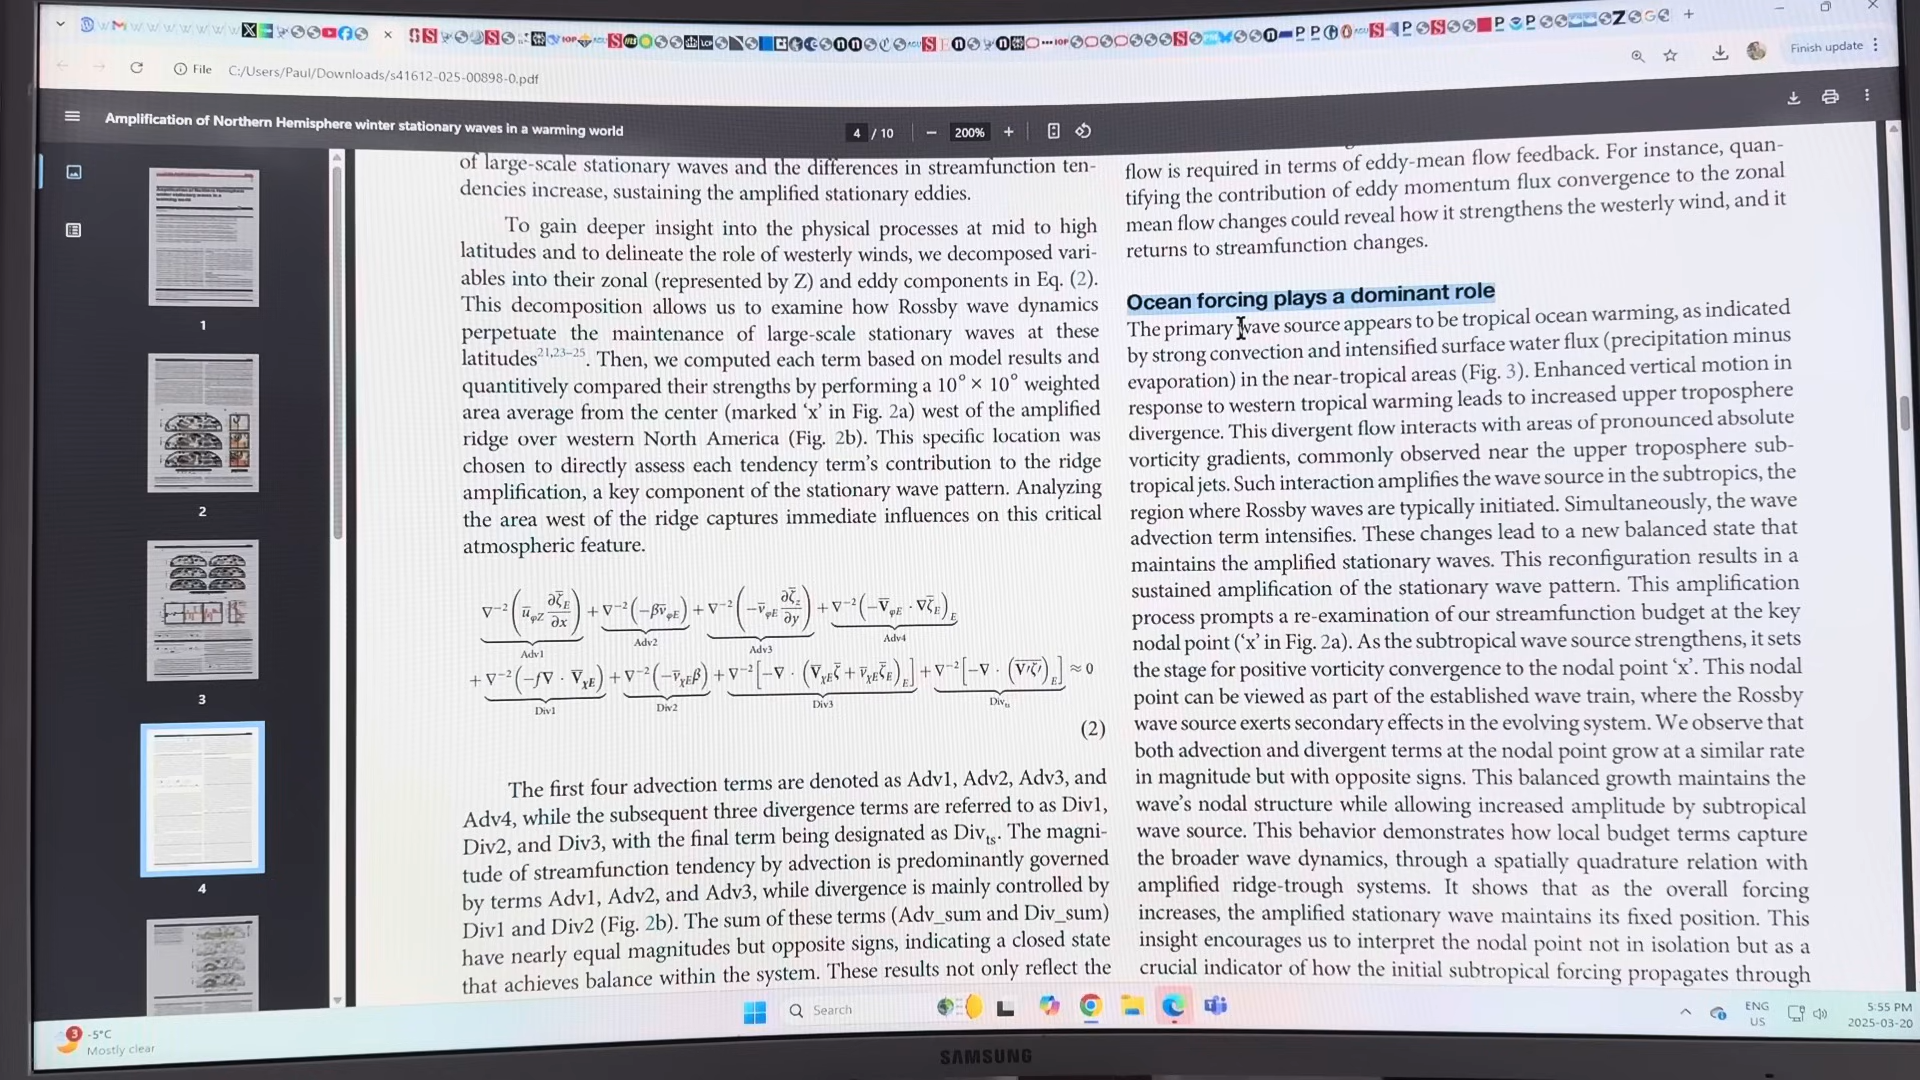 Finish update
File C:/Users/Paul/Downloads/s41612-025-00898-0.pdf
Amplification of Northern Hemisphere winter stationary waves in a warming world
4 / 10
200%
1
2
3
4
of large-scale stationary waves and the differences in streamfunction ten-
dencies increase, sustaining the amplified stationary eddies.
To gain deeper insight into the physical processes at mid to high
latitudes and to delineate the role of westerly winds, we decomposed vari-
ables into their zonal (represented by Z) and eddy components in Eq. (2).
This decomposition allows us to examine how Rossby wave dynamics
perpetuate the maintenance of large-scale stationary waves at these
latitudes21,23–25. Then, we computed each term based on model results and
quantitively compared their strengths by performing a 10° × 10° weighted
area average from the center (marked ‘x’ in Fig. 2a) west of the amplified
ridge over western North America (Fig. 2b). This specific location was
chosen to directly assess each tendency term’s contribution to the ridge
amplification, a key component of the stationary wave pattern. Analyzing
the area west of the ridge captures immediate influences on this critical
atmospheric feature.
∇⁻²(ū_φZ ∂ζ̄_E/∂x) + ∇⁻²(−βv̄_φE) + ∇⁻²(−v̄_φE ∂ζ̄_z/∂y) + ∇⁻²(−V̄_φE · ∇ζ̄_E)_E
Adv1 Adv2 Adv3 Adv4
+ ∇⁻²(−f∇ · V̄_χE) + ∇⁻²(−v̄_χE β) + ∇⁻²[−∇ · (V̄_χE ζ̄ + v̄_χE ζ̄_E)_E] + ∇⁻²[−∇ · (V′ζ′)_E] ≈ 0
Div1 Div2 Div3 Div_ts
(2)
The first four advection terms are denoted as Adv1, Adv2, Adv3, and
Adv4, while the subsequent three divergence terms are referred to as Div1,
Div2, and Div3, with the final term being designated as Div_ts. The magni-
tude of streamfunction tendency by advection is predominantly governed
by terms Adv1, Adv2, and Adv3, while divergence is mainly controlled by
Div1 and Div2 (Fig. 2b). The sum of these terms (Adv_sum and Div_sum)
have nearly equal magnitudes but opposite signs, indicating a closed state
that achieves balance within the system. These results not only reflect the
flow is required in terms of eddy-mean flow feedback. For instance, quan-
tifying the contribution of eddy momentum flux convergence to the zonal
mean flow changes could reveal how it strengthens the westerly wind, and it
returns to streamfunction changes.
Ocean forcing plays a dominant role
The primary wave source appears to be tropical ocean warming, as indicated
by strong convection and intensified surface water flux (precipitation minus
evaporation) in the near-tropical areas (Fig. 3). Enhanced vertical motion in
response to western tropical warming leads to increased upper troposphere
divergence. This divergent flow interacts with areas of pronounced absolute
vorticity gradients, commonly observed near the upper troposphere sub-
tropical jets. Such interaction amplifies the wave source in the subtropics, the
region where Rossby waves are typically initiated. Simultaneously, the wave
advection term intensifies. These changes lead to a new balanced state that
maintains the amplified stationary waves. This reconfiguration results in a
sustained amplification of the stationary wave pattern. This amplification
process prompts a re-examination of our streamfunction budget at the key
nodal point (‘x’ in Fig. 2a). As the subtropical wave source strengthens, it sets
the stage for positive vorticity convergence to the nodal point ‘x’. This nodal
point can be viewed as part of the established wave train, where the Rossby
wave source exerts secondary effects in the evolving system. We observe that
both advection and divergent terms at the nodal point grow at a similar rate
in magnitude but with opposite signs. This balanced growth maintains the
wave’s nodal structure while allowing increased amplitude by subtropical
wave source. This behavior demonstrates how local budget terms capture
the broader wave dynamics, through a spatially quadrature relation with
amplified ridge-trough systems. It shows that as the overall forcing
increases, the amplified stationary wave maintains its fixed position. This
insight encourages us to interpret the nodal point not in isolation but as a
crucial indicator of how the initial subtropical forcing propagates through
3
-5°C
Mostly clear
Search
ENG
US
5:55 PM
2025-03-20
SAMSUNG